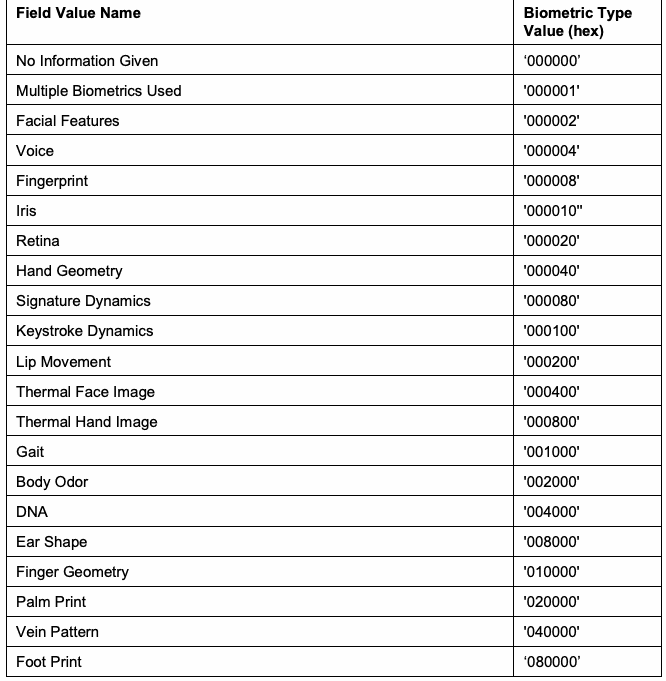 Field Value Name Biometric Type
Value (hex)
No Information Given ‘000000’
Multiple Biometrics Used '000001'
Facial Features '000002'
Voice '000004'
Fingerprint '000008'
Iris '000010''
Retina '000020'
Hand Geometry '000040'
Signature Dynamics '000080'
Keystroke Dynamics '000100'
Lip Movement '000200'
Thermal Face Image '000400'
Thermal Hand Image '000800'
Gait '001000'
Body Odor '002000'
DNA '004000'
Ear Shape '008000'
Finger Geometry '010000'
Palm Print '020000'
Vein Pattern '040000'
Foot Print ‘080000’